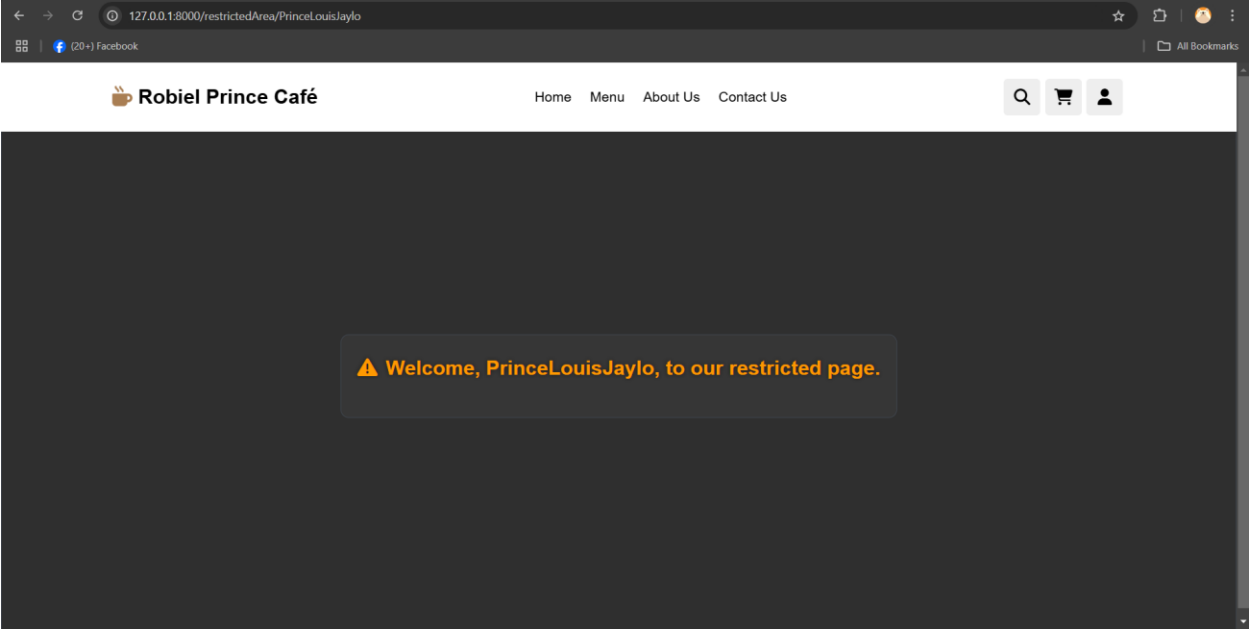 127.0.0.1:8000/restrictedArea/PrinceLouisJaylo
(20+) Facebook
All Bookmarks
Robiel Prince Café
Home Menu About Us Contact Us
Welcome, PrinceLouisJaylo, to our restricted page.